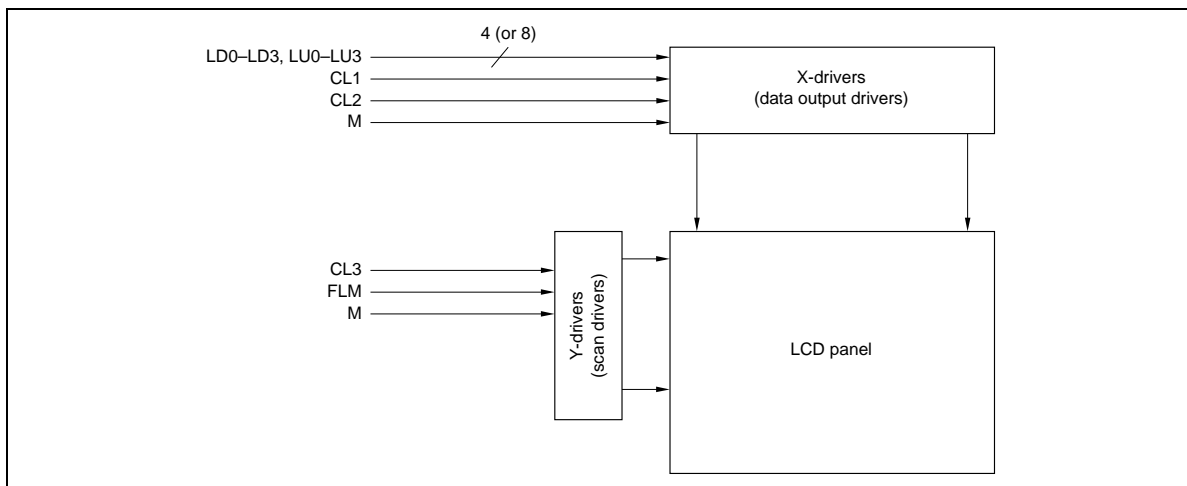 4 (or 8)
LD0–LD3, LU0–LU3
CL1
CL2
M
X-drivers
(data output drivers)
CL3
FLM
M
Y-drivers
(scan drivers)
LCD panel